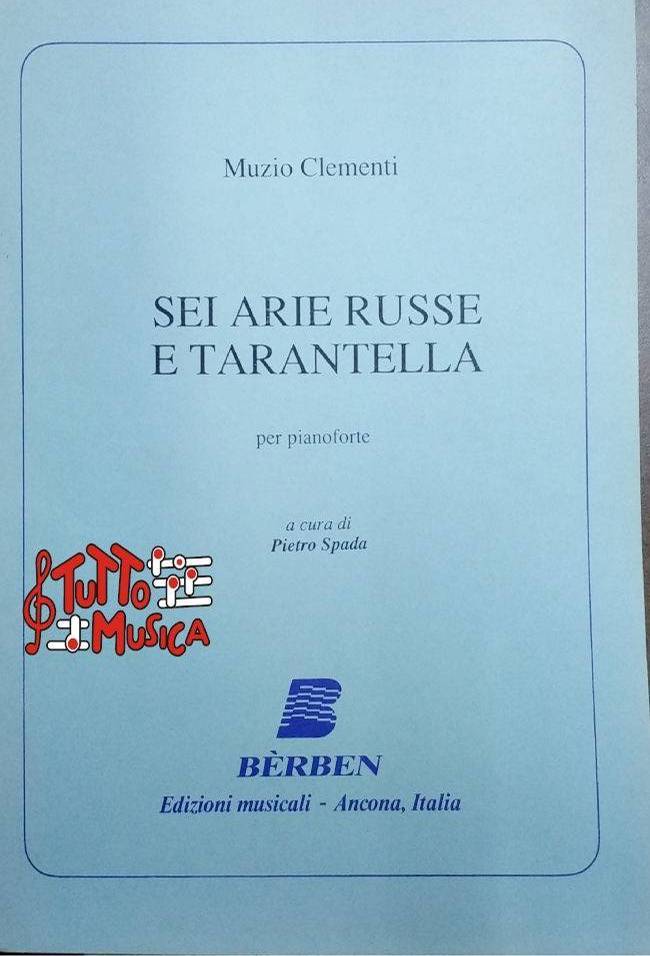 Muzio Clementi
SEI ARIE RUSSE
E TARANTELLA
per pianoforte
a cura di
Pietro Spada
TUTTO
MUSICA
B
BÈRBEN
Edizioni musicali - Ancona, Italia